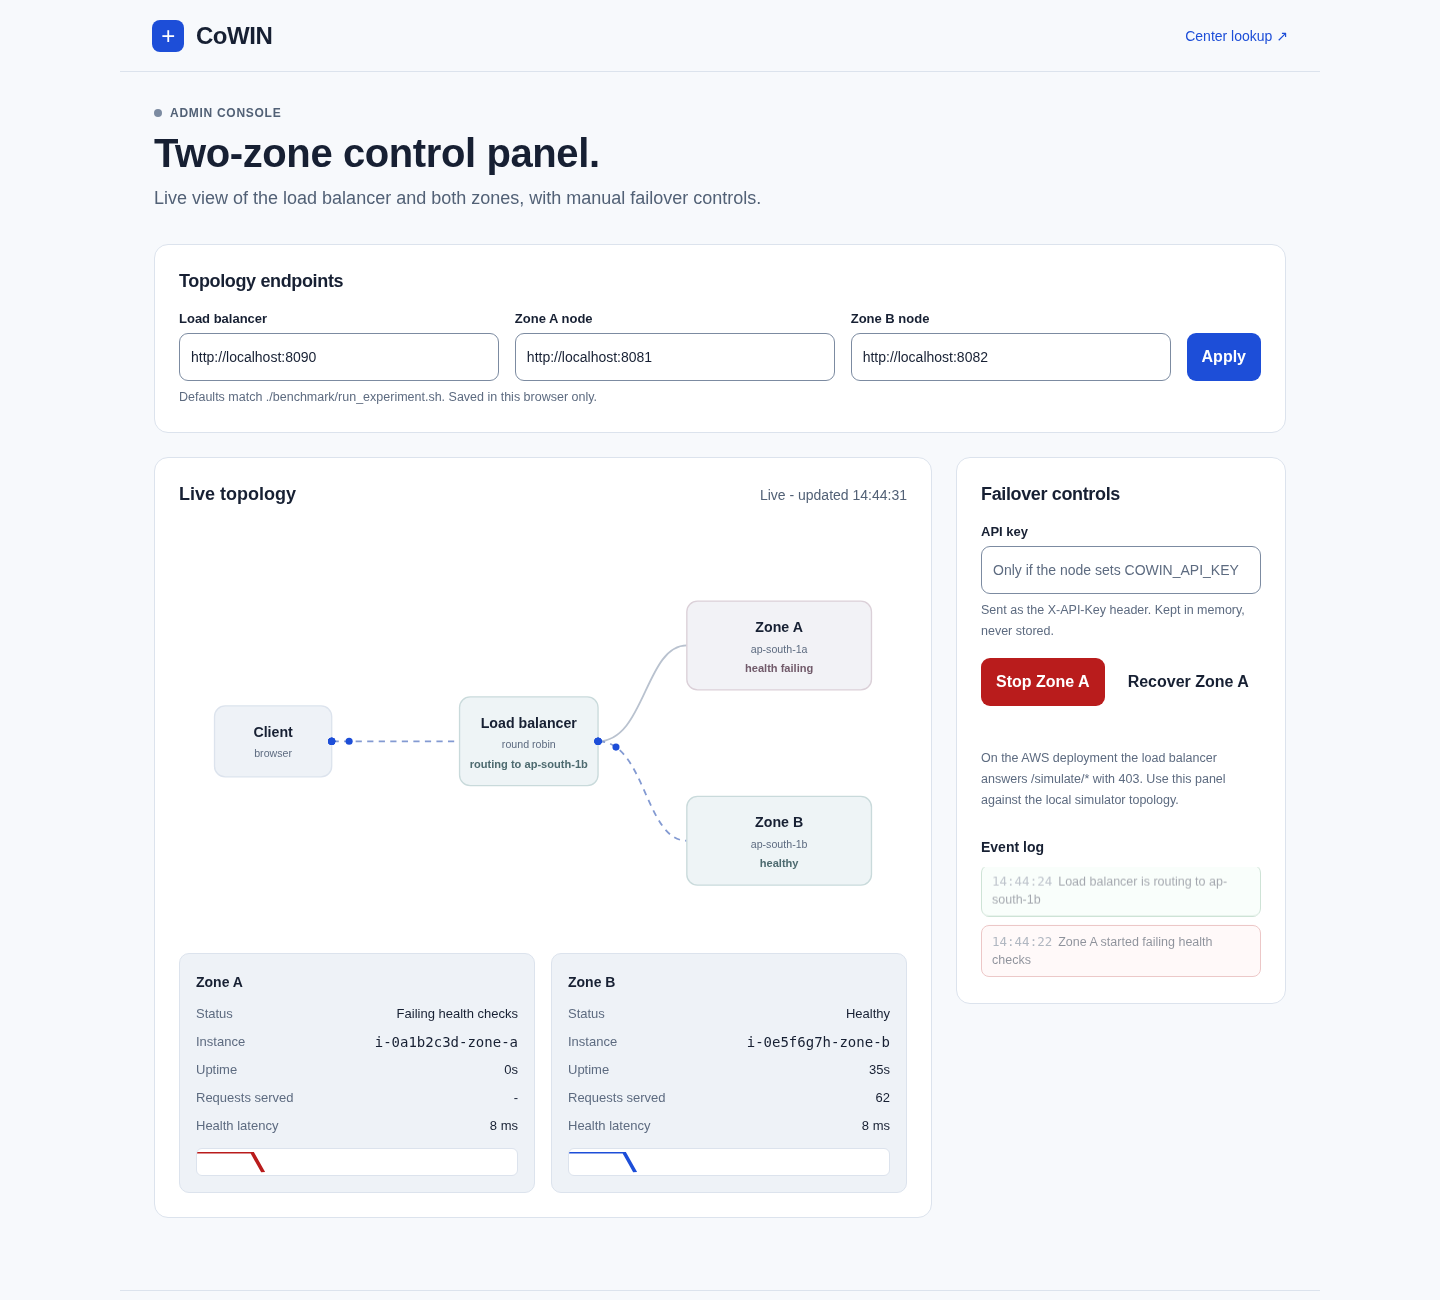 + CoWIN
Center lookup ↗
ADMIN CONSOLE
Two-zone control panel.
Live view of the load balancer and both zones, with manual failover controls.
Topology endpoints
Load balancer
http://localhost:8090
Zone A node
http://localhost:8081
Zone B node
http://localhost:8082
Apply
Defaults match ./benchmark/run_experiment.sh. Saved in this browser only.
Live topology
Live - updated 14:44:31
Client
browser
Load balancer
round robin
routing to ap-south-1b
Zone A
ap-south-1a
health failing
Zone B
ap-south-1b
healthy
Zone A
Status Failing health checks
Instance i-0a1b2c3d-zone-a
Uptime 0s
Requests served -
Health latency 8 ms
Zone B
Status Healthy
Instance i-0e5f6g7h-zone-b
Uptime 35s
Requests served 62
Health latency 8 ms
Failover controls
API key
Only if the node sets COWIN_API_KEY
Sent as the X-API-Key header. Kept in memory,
never stored.
Stop Zone A
Recover Zone A
On the AWS deployment the load balancer
answers /simulate/* with 403. Use this panel
against the local simulator topology.
Event log
14:44:24 Load balancer is routing to ap-
south-1b
14:44:22 Zone A started failing health
checks